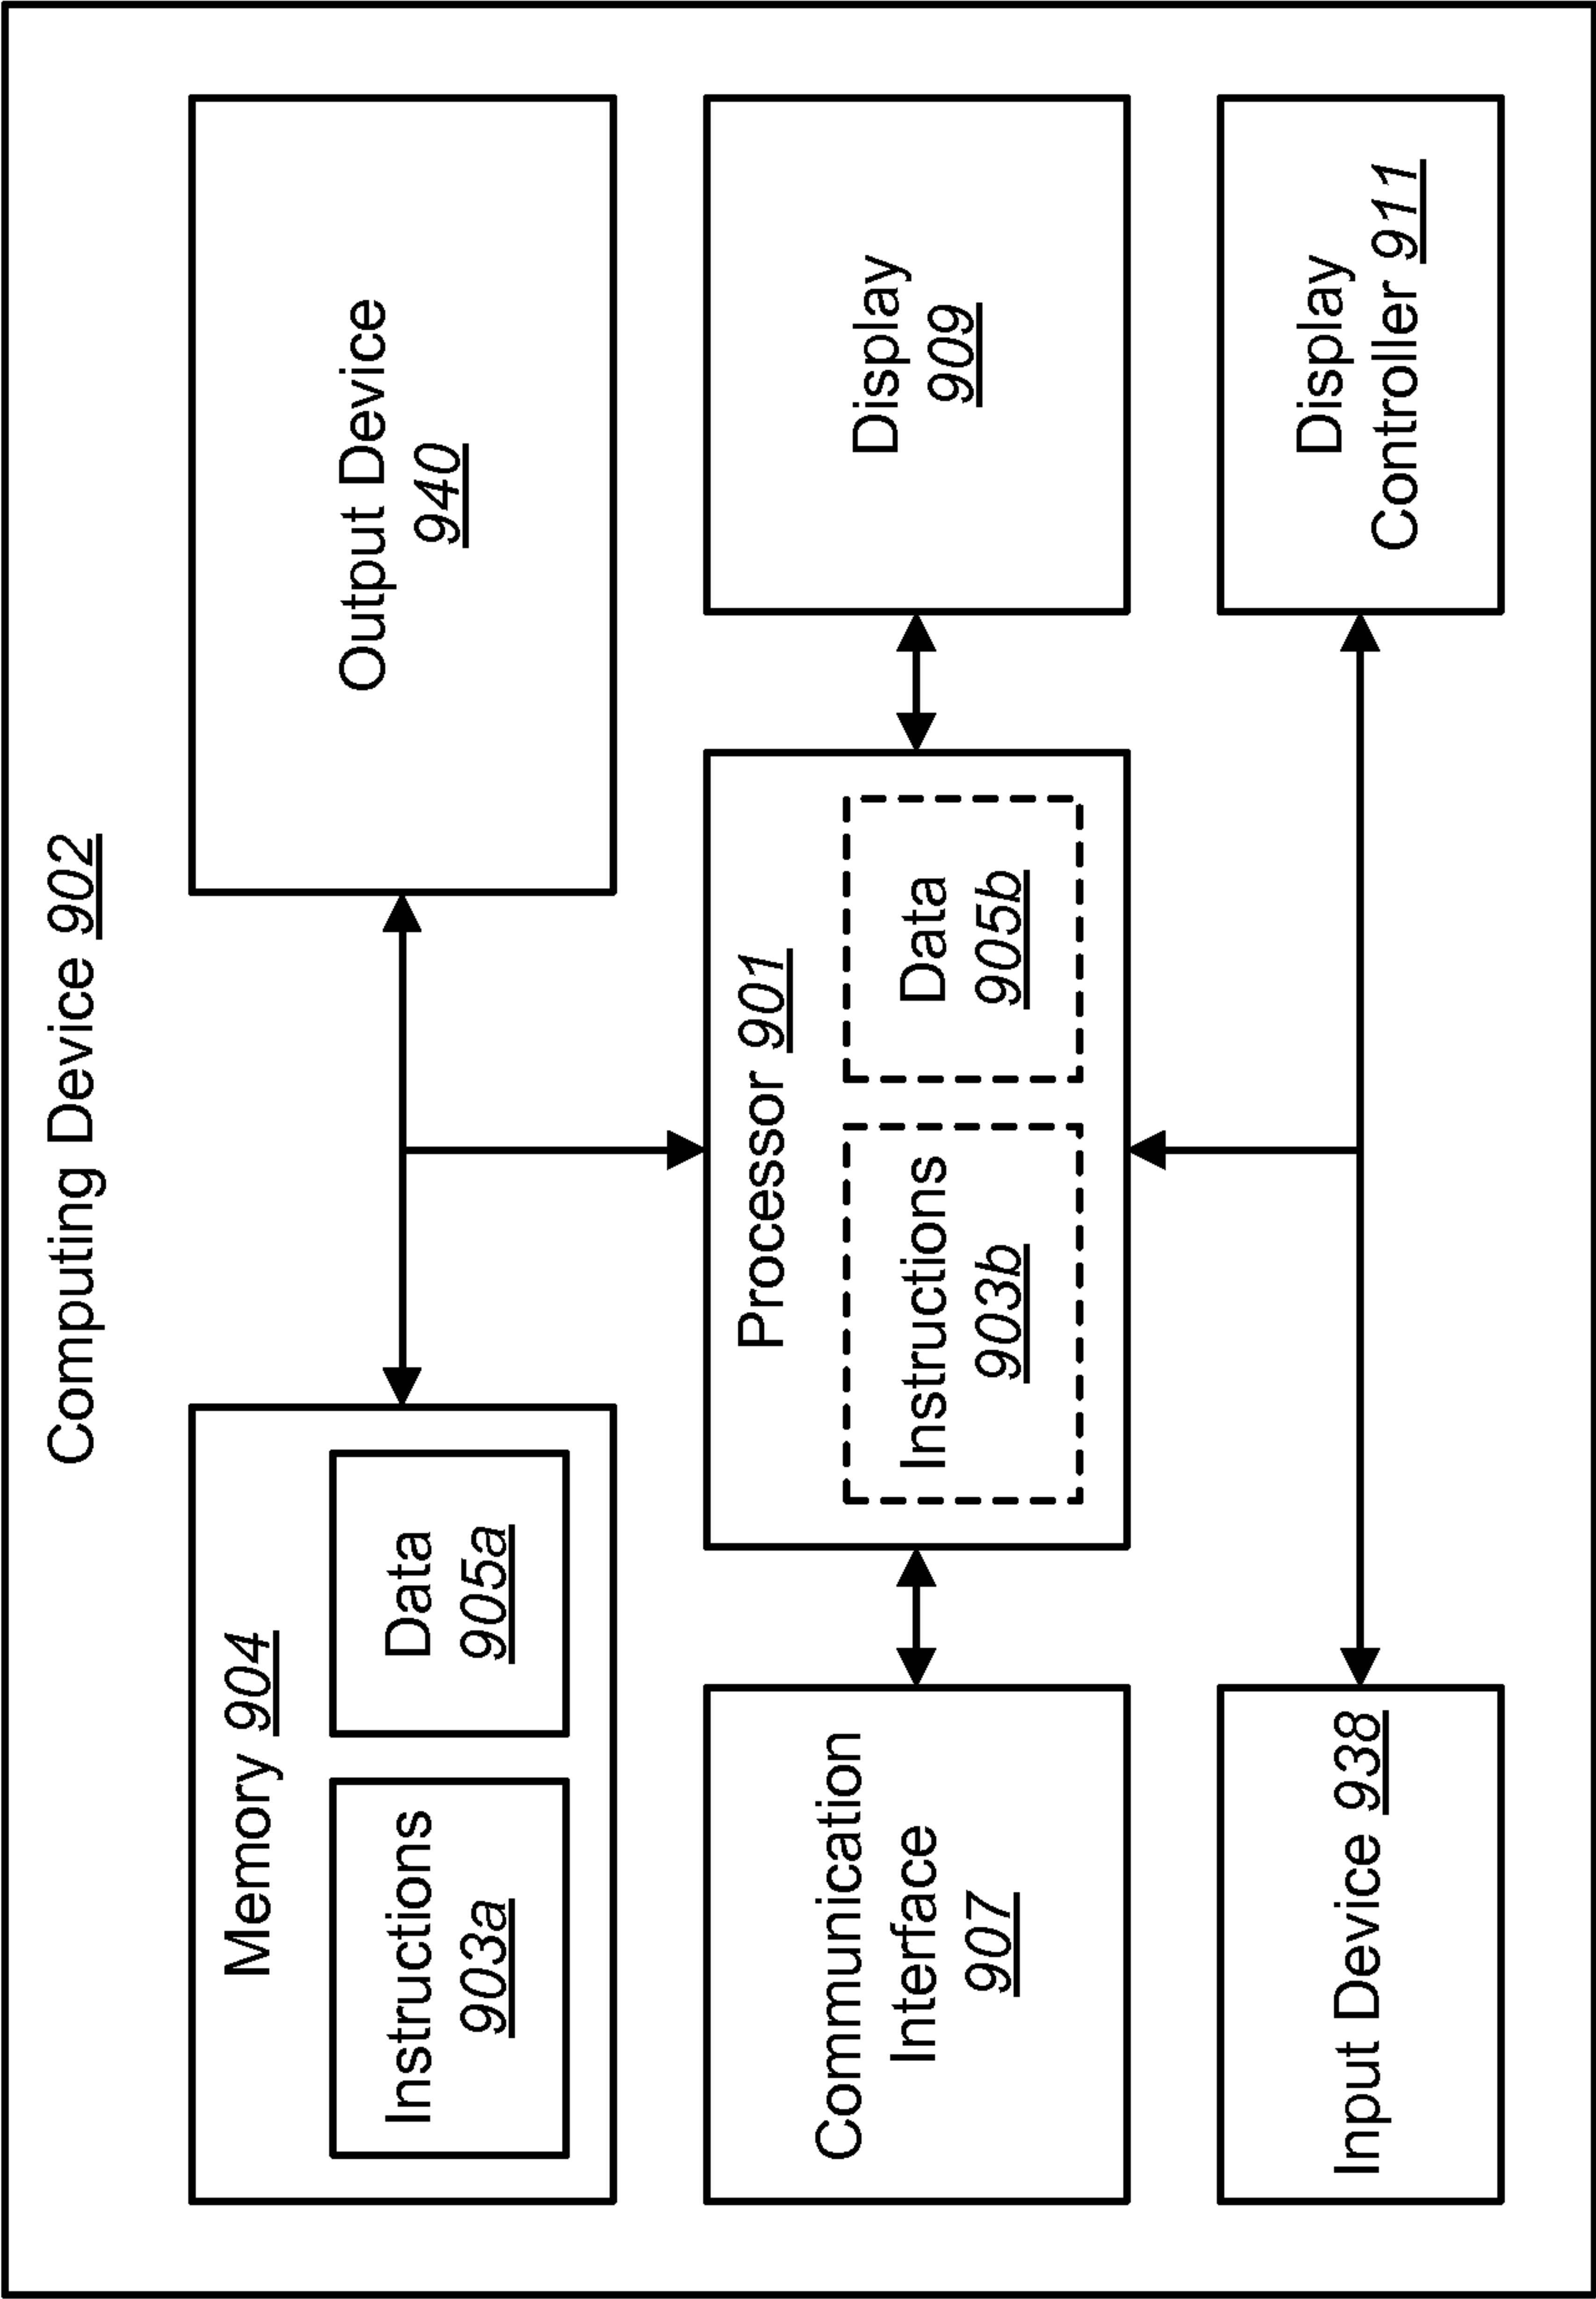 Computing Device 902
Memory 904
Instructions
903a
Data
905a
Output Device
940
Communication
Interface
907
Processor 901
Instructions
903b
Data
905b
Display
909
Input Device 938
Display
Controller 911